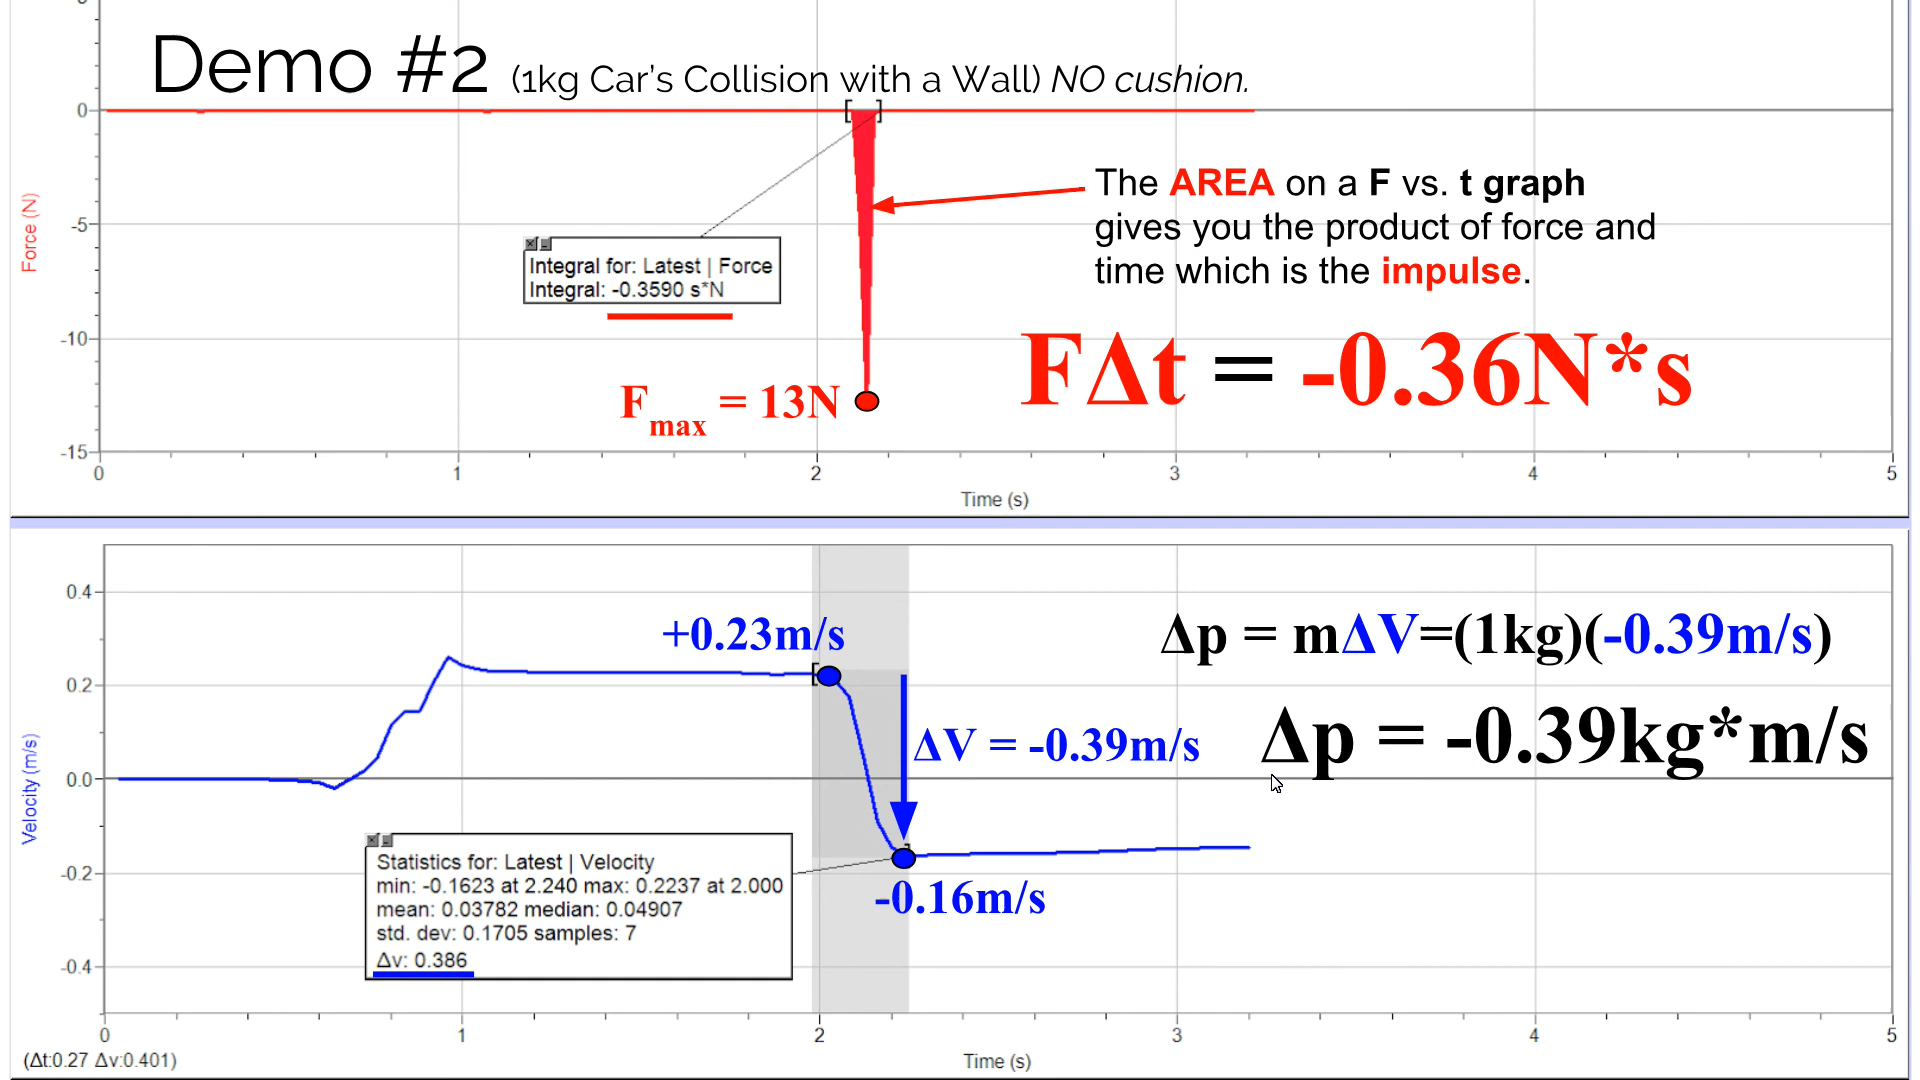 Demo #2 (1kg Car's Collision with a Wall) NO cushion.
0
-5
-10
-15
Force (N)
[ ]
Integral for: Latest | Force
Integral: -0.3590 s*N
The AREA on a F vs. t graph
gives you the product of force and
time which is the impulse.
FΔt = -0.36N*s
Fmax = 13N
0 1 2 3 4 5
Time (s)
0.4
0.2
0.0
-0.2
-0.4
Velocity (m/s)
+0.23m/s
Δp = mΔV=(1kg)(-0.39m/s)
ΔV = -0.39m/s
Δp = -0.39kg*m/s
Statistics for: Latest | Velocity
min: -0.1623 at 2.240 max: 0.2237 at 2.000
mean: 0.03782 median: 0.04907
std. dev: 0.1705 samples: 7
Δv: 0.386
-0.16m/s
0 1 2 3 4 5
(Δt:0.27 Δv:0.401)
Time (s)